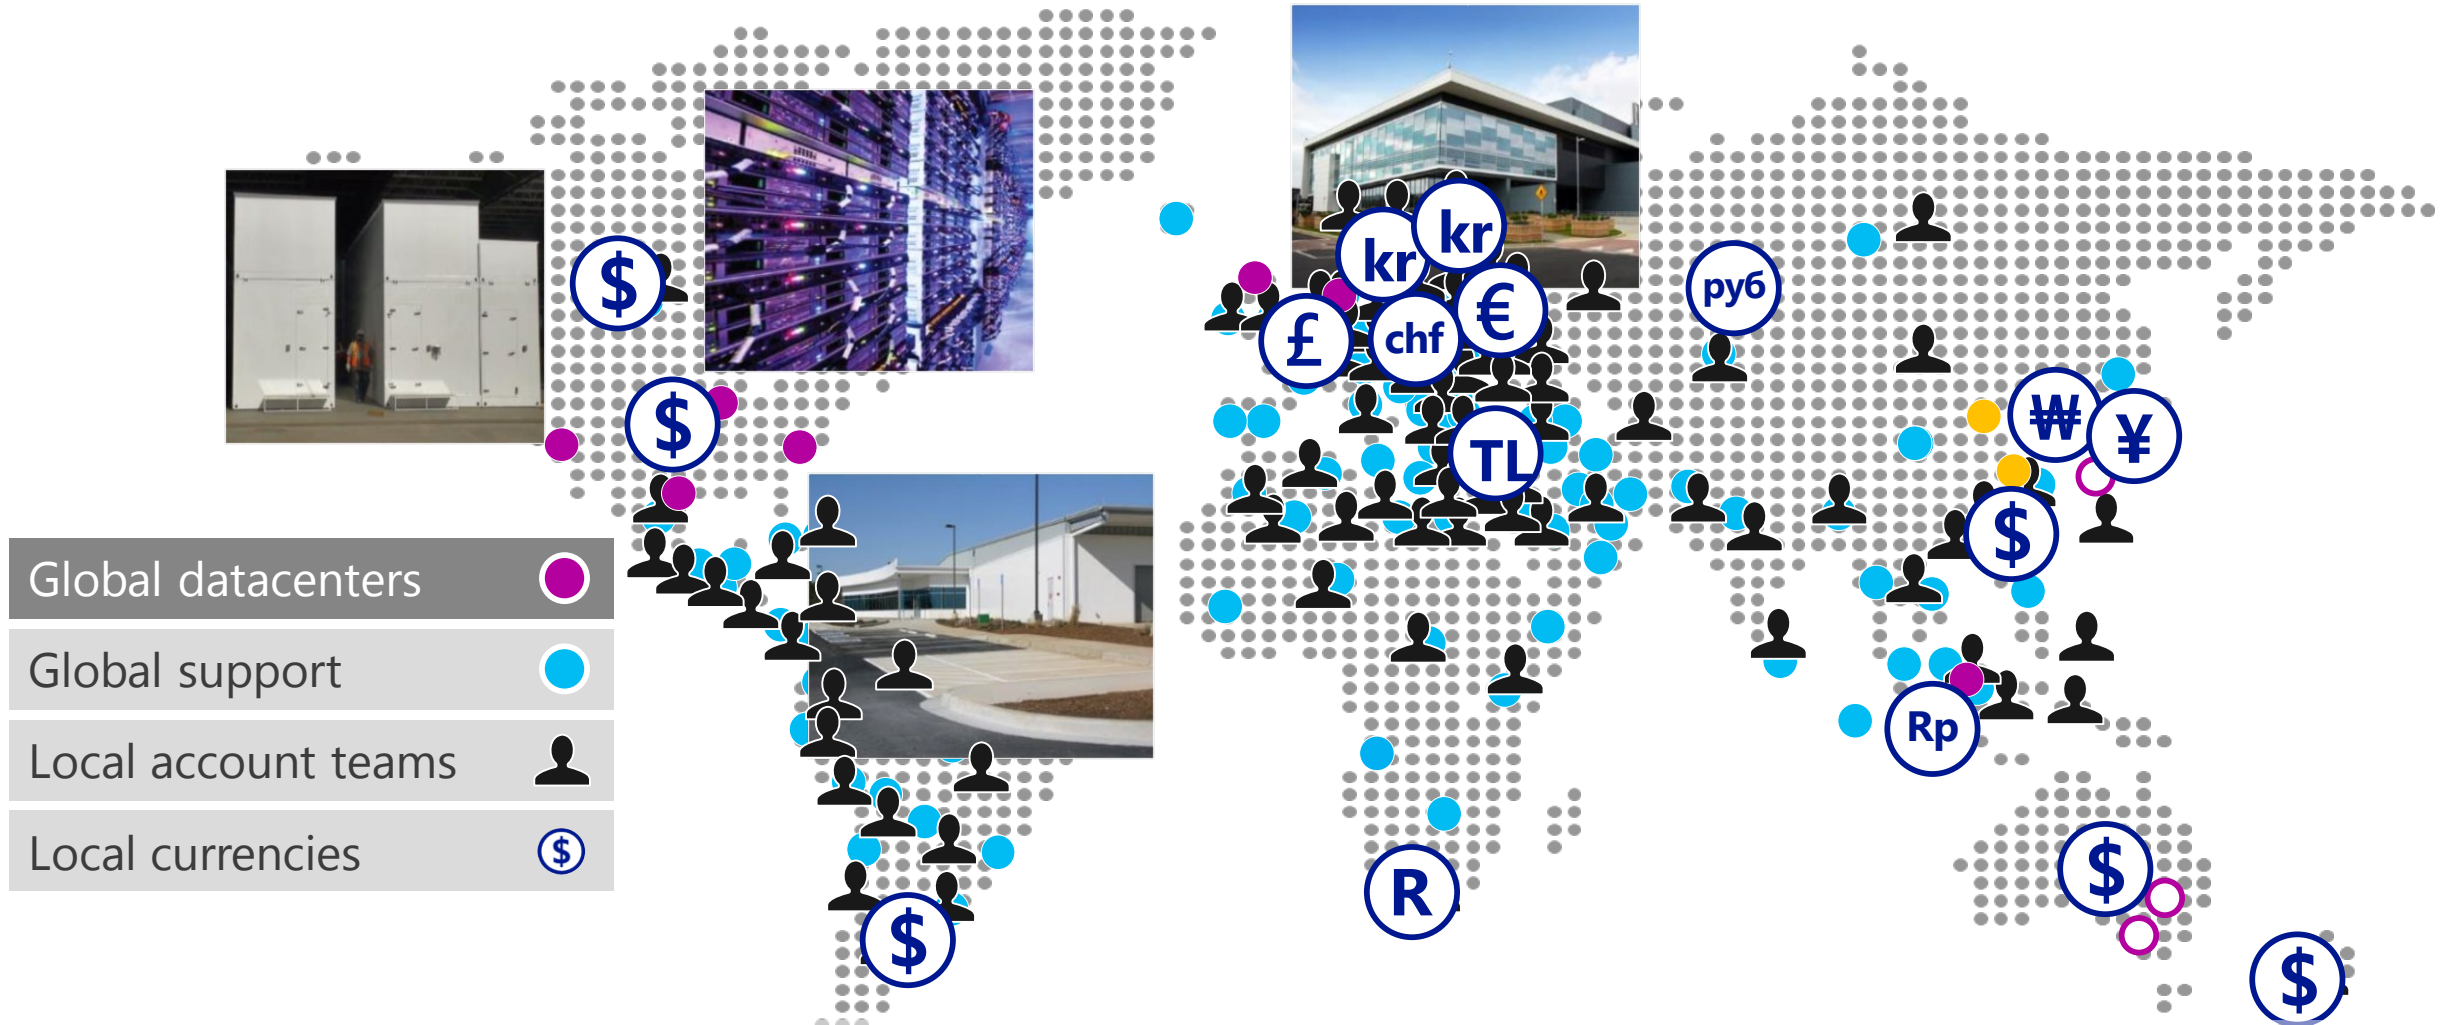 kr
kr
$
руб
£
chf
€
$
₩
¥
TL
$
Global datacenters
Global support
Local account teams
Rp
Local currencies
$
$
R
$
$